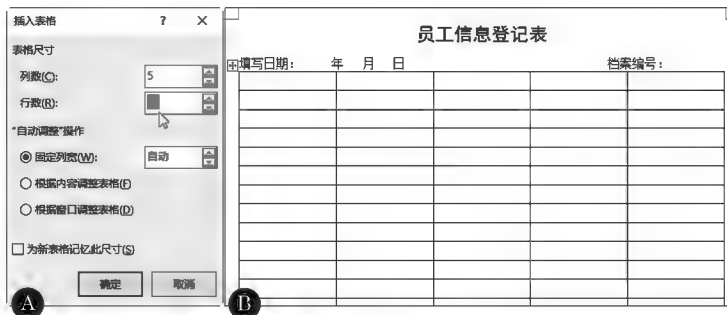 插入表格 ? ×
表格尺寸
列数(C): 5
行数(R):
"自动调整"操作
固定列宽(W): 自动
根据内容调整表格(F)
根据窗口调整表格(D)
为新表格记忆此尺寸(S)
确定 取消
A
员工信息登记表
填写日期： 年 月 日 档案编号：
B